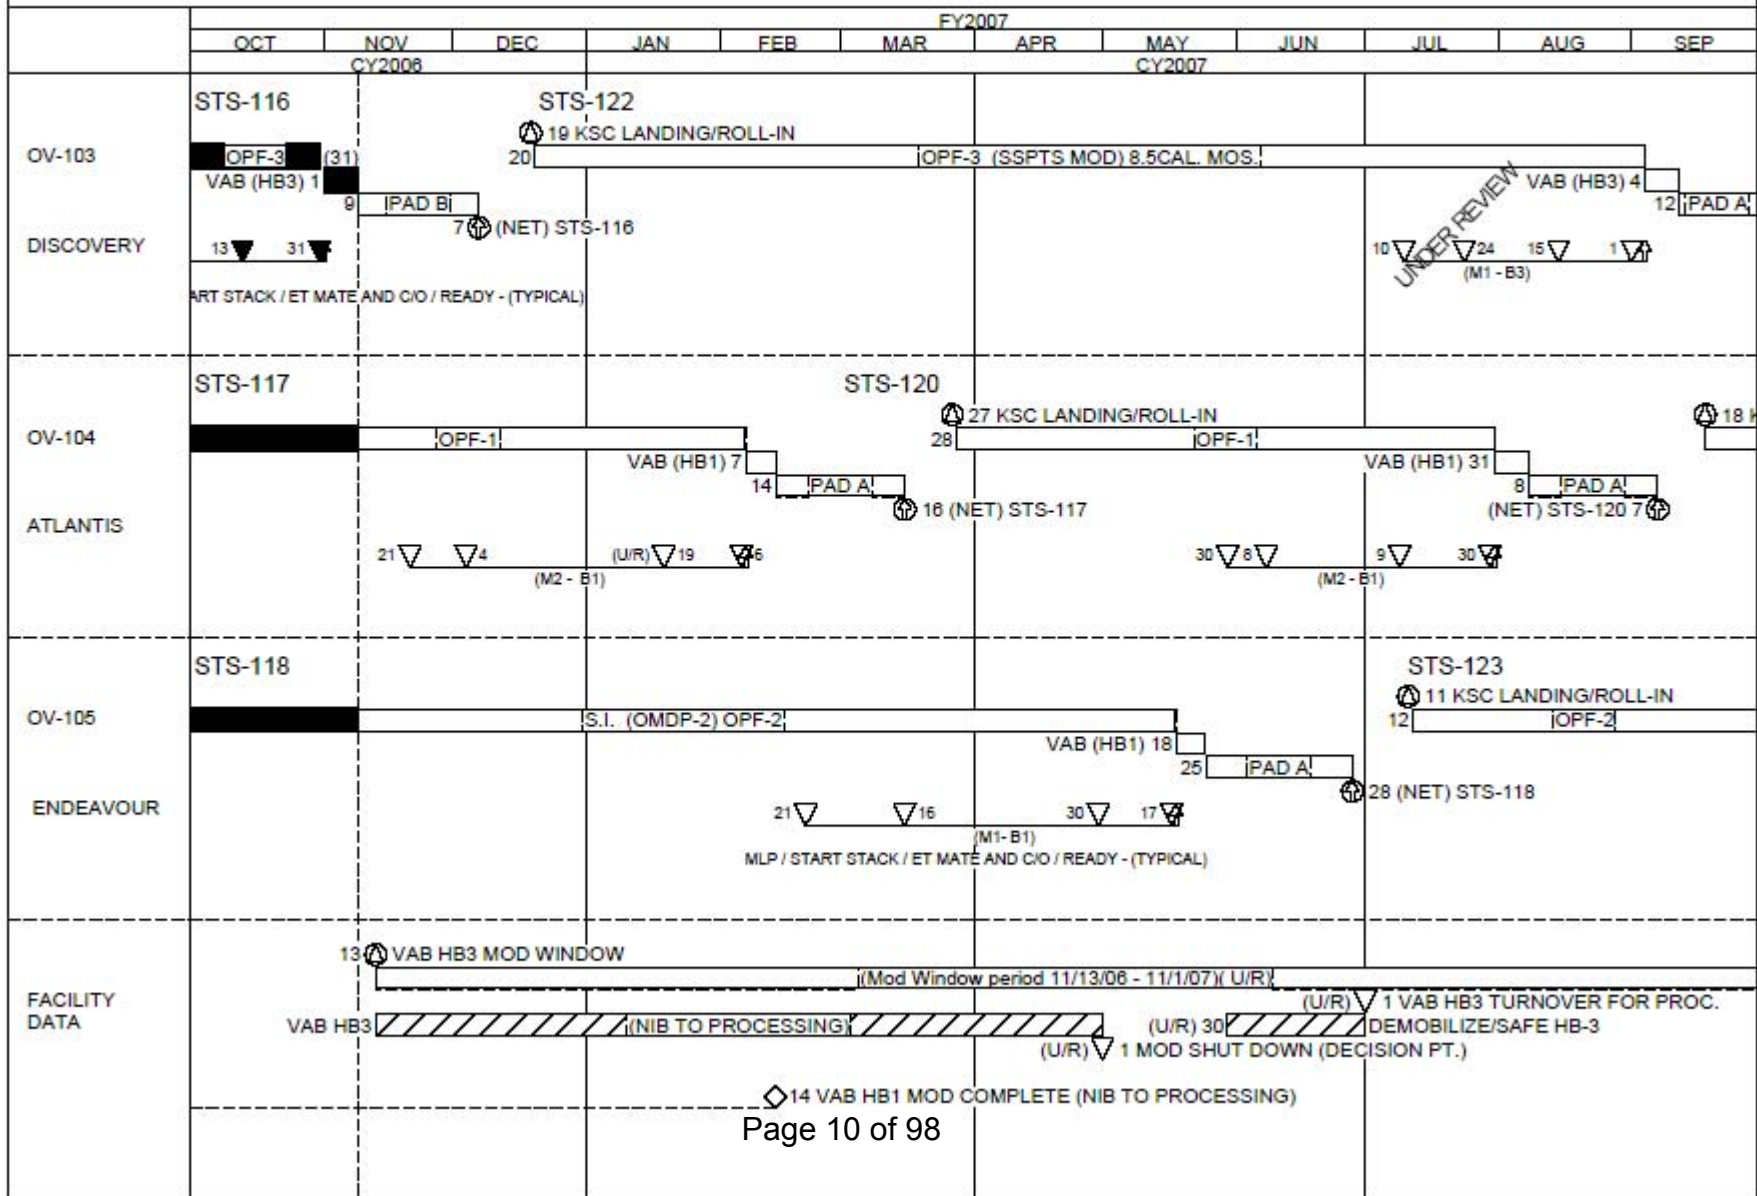 FY2007
OCT NOV DEC JAN FEB MAR APR MAY JUN JUL AUG SEP
CY2006 CY2007
STS-116 STS-122
19 KSC LANDING/ROLL-IN
OV-103 OPF-3 (31) 20 OPF-3 (SSPTS MOD) 8.5CAL. MOS.
VAB (HB3) 1 VAB (HB3) 4
9 PAD B 12 PAD A
7 (NET) STS-116
UNDER REVIEW
DISCOVERY 13 31 10 24 15 1
(M1 - B3)
ART STACK / ET MATE AND C/O / READY - (TYPICAL)
STS-117 STS-120
27 KSC LANDING/ROLL-IN 18 K
OV-104 OPF-1 28 OPF-1
VAB (HB1) 7 VAB (HB1) 31
14 PAD A 8 PAD A
16 (NET) STS-117 (NET) STS-120 7
ATLANTIS
21 4 (U/R) 19 6 30 8 9 30
(M2 - B1) (M2 - B1)
STS-118 STS-123
11 KSC LANDING/ROLL-IN
OV-105 S.I. (OMDP-2) OPF-2 12 OPF-2
VAB (HB1) 18
25 PAD A
28 (NET) STS-118
ENDEAVOUR 21 16 30 17
(M1- B1)
MLP / START STACK / ET MATE AND C/O / READY - (TYPICAL)
13 VAB HB3 MOD WINDOW
(Mod Window period 11/13/06 - 11/1/07)( U/R)
FACILITY
DATA
(U/R) 1 VAB HB3 TURNOVER FOR PROC.
VAB HB3 (NIB TO PROCESSING) (U/R) 30 DEMOBILIZE/SAFE HB-3
(U/R) 1 MOD SHUT DOWN (DECISION PT.)
14 VAB HB1 MOD COMPLETE (NIB TO PROCESSING)
Page 10 of 98